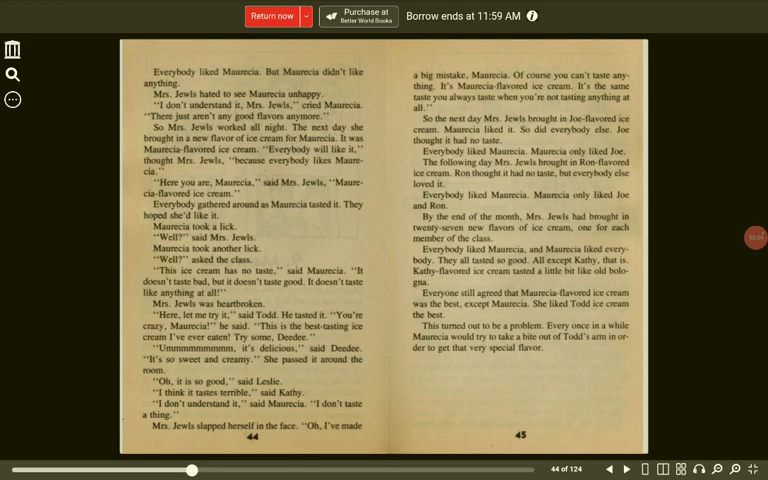 Return now
Purchase at
Better World Books
Borrow ends at 11:59 AM
Everybody liked Maurecia. But Maurecia didn't like
anything.
Mrs. Jewls hated to see Maurecia unhappy.
"I don't understand it, Mrs. Jewls," cried Maurecia.
"There just aren't any good flavors anymore."
So Mrs. Jewls worked all night. The next day she
brought in a new flavor of ice cream for Maurecia. It was
Maurecia-flavored ice cream. "Everybody will like it,"
thought Mrs. Jewls, "because everybody likes Maure-
cia."
"Here you are, Maurecia," said Mrs. Jewls, "Maure-
cia-flavored ice cream."
Everybody gathered around as Maurecia tasted it. They
hoped she'd like it.
Maurecia took a lick.
"Well?" said Mrs. Jewls.
Maurecia took another lick.
"Well?" asked the class.
"This ice cream has no taste," said Maurecia. "It
doesn't taste bad, but it doesn't taste good. It doesn't taste
like anything at all!"
Mrs. Jewls was heartbroken.
"Here, let me try it," said Todd. He tasted it. "You're
crazy, Maurecia!" he said. "This is the best-tasting ice
cream I've ever eaten! Try some, Deedee."
"Ummmmmmmm, it's delicious," said Deedee.
"It's so sweet and creamy." She passed it around the
room.
"Oh, it is so good," said Leslie.
"I think it tastes terrible," said Kathy.
"I don't understand it," said Maurecia. "I don't taste
a thing."
Mrs. Jewls slapped herself in the face. "Oh, I've made
44
a big mistake, Maurecia. Of course you can't taste any-
thing. It's Maurecia-flavored ice cream. It's the same
taste you always taste when you're not tasting anything at
all."
So the next day Mrs. Jewls brought in Joe-flavored ice
cream. Maurecia liked it. So did everybody else. Joe
thought it had no taste.
Everybody liked Maurecia. Maurecia only liked Joe.
The following day Mrs. Jewls brought in Ron-flavored
ice cream. Ron thought it had no taste, but everybody else
loved it.
Everybody liked Maurecia. Maurecia only liked Joe
and Ron.
By the end of the month, Mrs. Jewls had brought in
twenty-seven new flavors of ice cream, one for each
member of the class.
Everybody liked Maurecia, and Maurecia liked every-
body. They all tasted so good. All except Kathy, that is.
Kathy-flavored ice cream tasted a little bit like old bolo-
gna.
Everyone still agreed that Maurecia-flavored ice cream
was the best, except Maurecia. She liked Todd ice cream
the best.
This turned out to be a problem. Every once in a while
Maurecia would try to take a bite out of Todd's arm in or-
der to get that very special flavor.
45
44 of 124